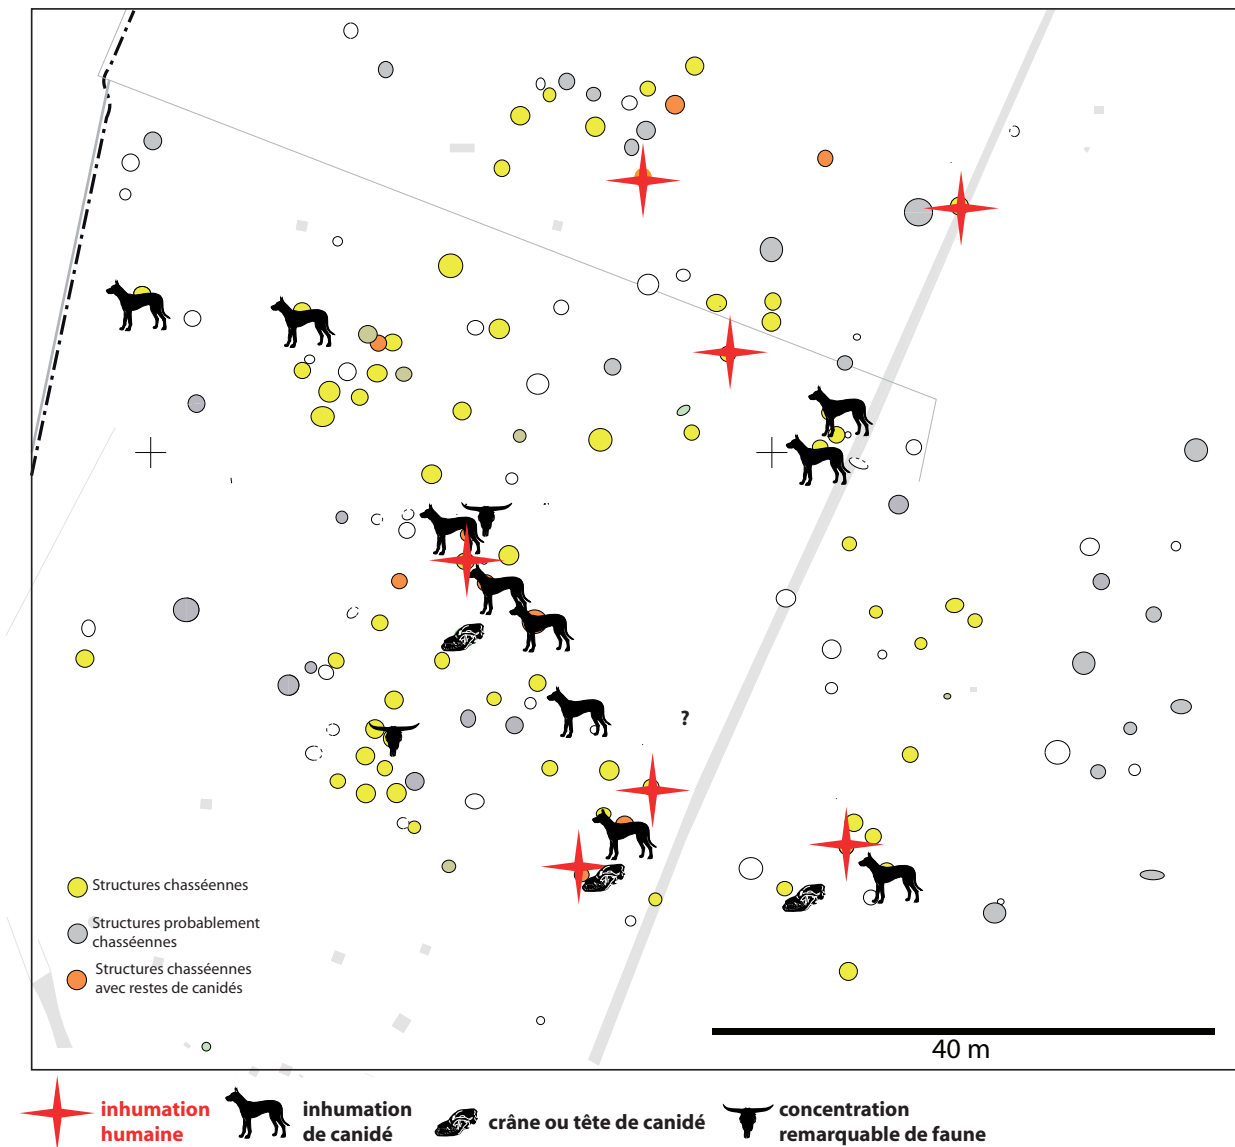 ?
Structures chasséennes
Structures probablement
chasséennes
Structures chasséennes
avec restes de canidés
40 m
inhumation
humaine
inhumation
de canidé
crâne ou tête de canidé
concentration
remarquable de faune